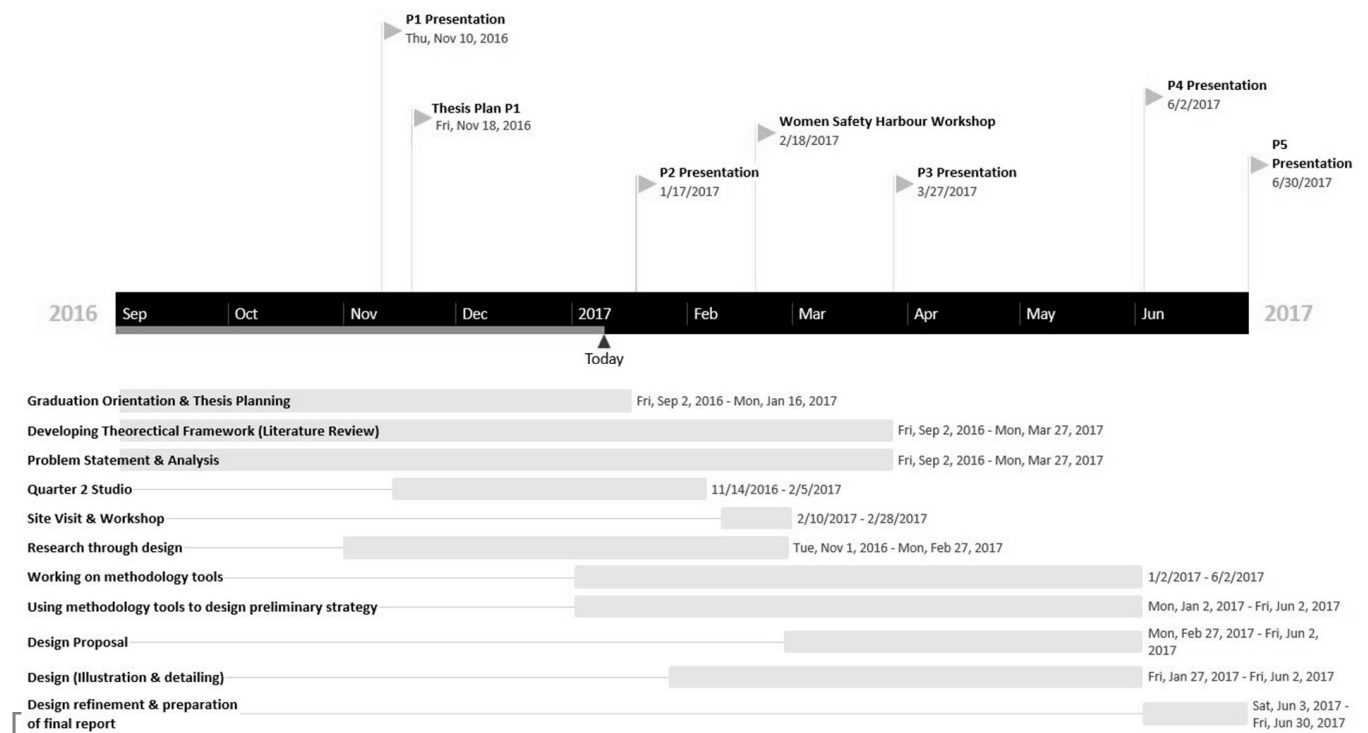 P1 Presentation
Thu, Nov 10, 2016
Thesis Plan P1
Fri, Nov 18, 2016
P2 Presentation
1/17/2017
Women Safety Harbour Workshop
2/18/2017
P3 Presentation
3/27/2017
P4 Presentation
6/2/2017
P5
Presentation
6/30/2017
2016 Sep Oct Nov Dec 2017 Feb Mar Apr May Jun 2017
Today
Graduation Orientation & Thesis Planning Fri, Sep 2, 2016 - Mon, Jan 16, 2017
Developing Theorectical Framework (Literature Review) Fri, Sep 2, 2016 - Mon, Mar 27, 2017
Problem Statement & Analysis Fri, Sep 2, 2016 - Mon, Mar 27, 2017
Quarter 2 Studio 11/14/2016 - 2/5/2017
Site Visit & Workshop 2/10/2017 - 2/28/2017
Research through design Tue, Nov 1, 2016 - Mon, Feb 27, 2017
Working on methodology tools 1/2/2017 - 6/2/2017
Using methodology tools to design preliminary strategy Mon, Jan 2, 2017 - Fri, Jun 2, 2017
Design Proposal Mon, Feb 27, 2017 - Fri, Jun 2,
2017
Design (Illustration & detailing) Fri, Jan 27, 2017 - Fri, Jun 2, 2017
Design refinement & preparation Sat, Jun 3, 2017 -
of final report Fri, Jun 30, 2017